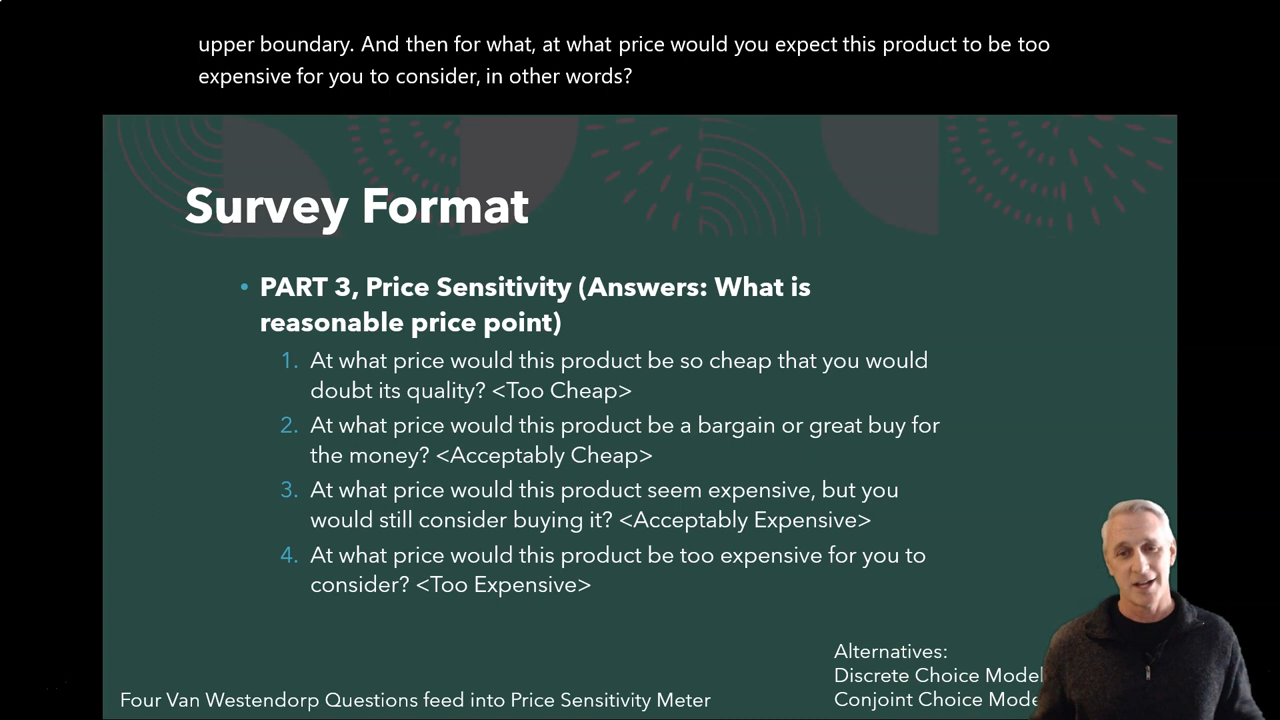 upper boundary. And then for what, at what price would you expect this product to be too
expensive for you to consider, in other words?
Survey Format
• PART 3, Price Sensitivity (Answers: What is
reasonable price point)
1. At what price would this product be so cheap that you would
doubt its quality? <Too Cheap>
2. At what price would this product be a bargain or great buy for
the money? <Acceptably Cheap>
3. At what price would this product seem expensive, but you
would still consider buying it? <Acceptably Expensive>
4. At what price would this product be too expensive for you to
consider? <Too Expensive>
Alternatives:
Discrete Choice Model
Conjoint Choice Mode
Four Van Westendorp Questions feed into Price Sensitivity Meter